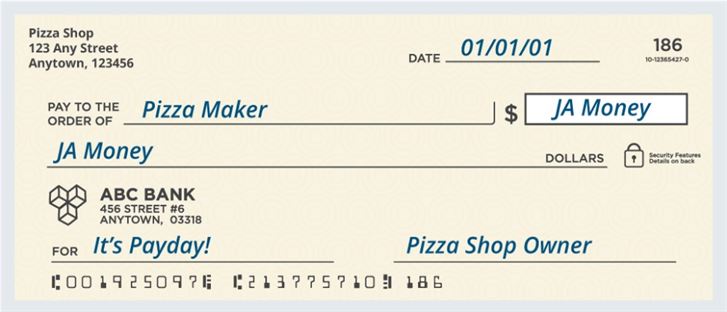 Pizza Shop
123 Any Street
Anytown, 123456
DATE 01/01/01
186
10-12365427-0
PAY TO THE
ORDER OF Pizza Maker
$ JA Money
JA Money DOLLARS
Security Features
Details on back
ABC BANK
456 STREET #6
ANYTOWN, 03318
FOR It's Payday!
Pizza Shop Owner
⑆001925097⑆ ⑆213775710⑆ 186